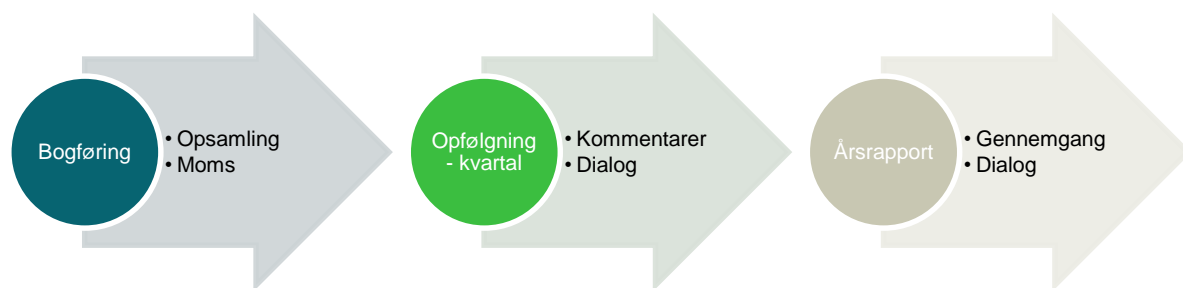 Bogføring
• Opsamling
• Moms
Opfølgning
- kvartal
• Kommentarer
• Dialog
Årsrapport
• Gennemgang
• Dialog